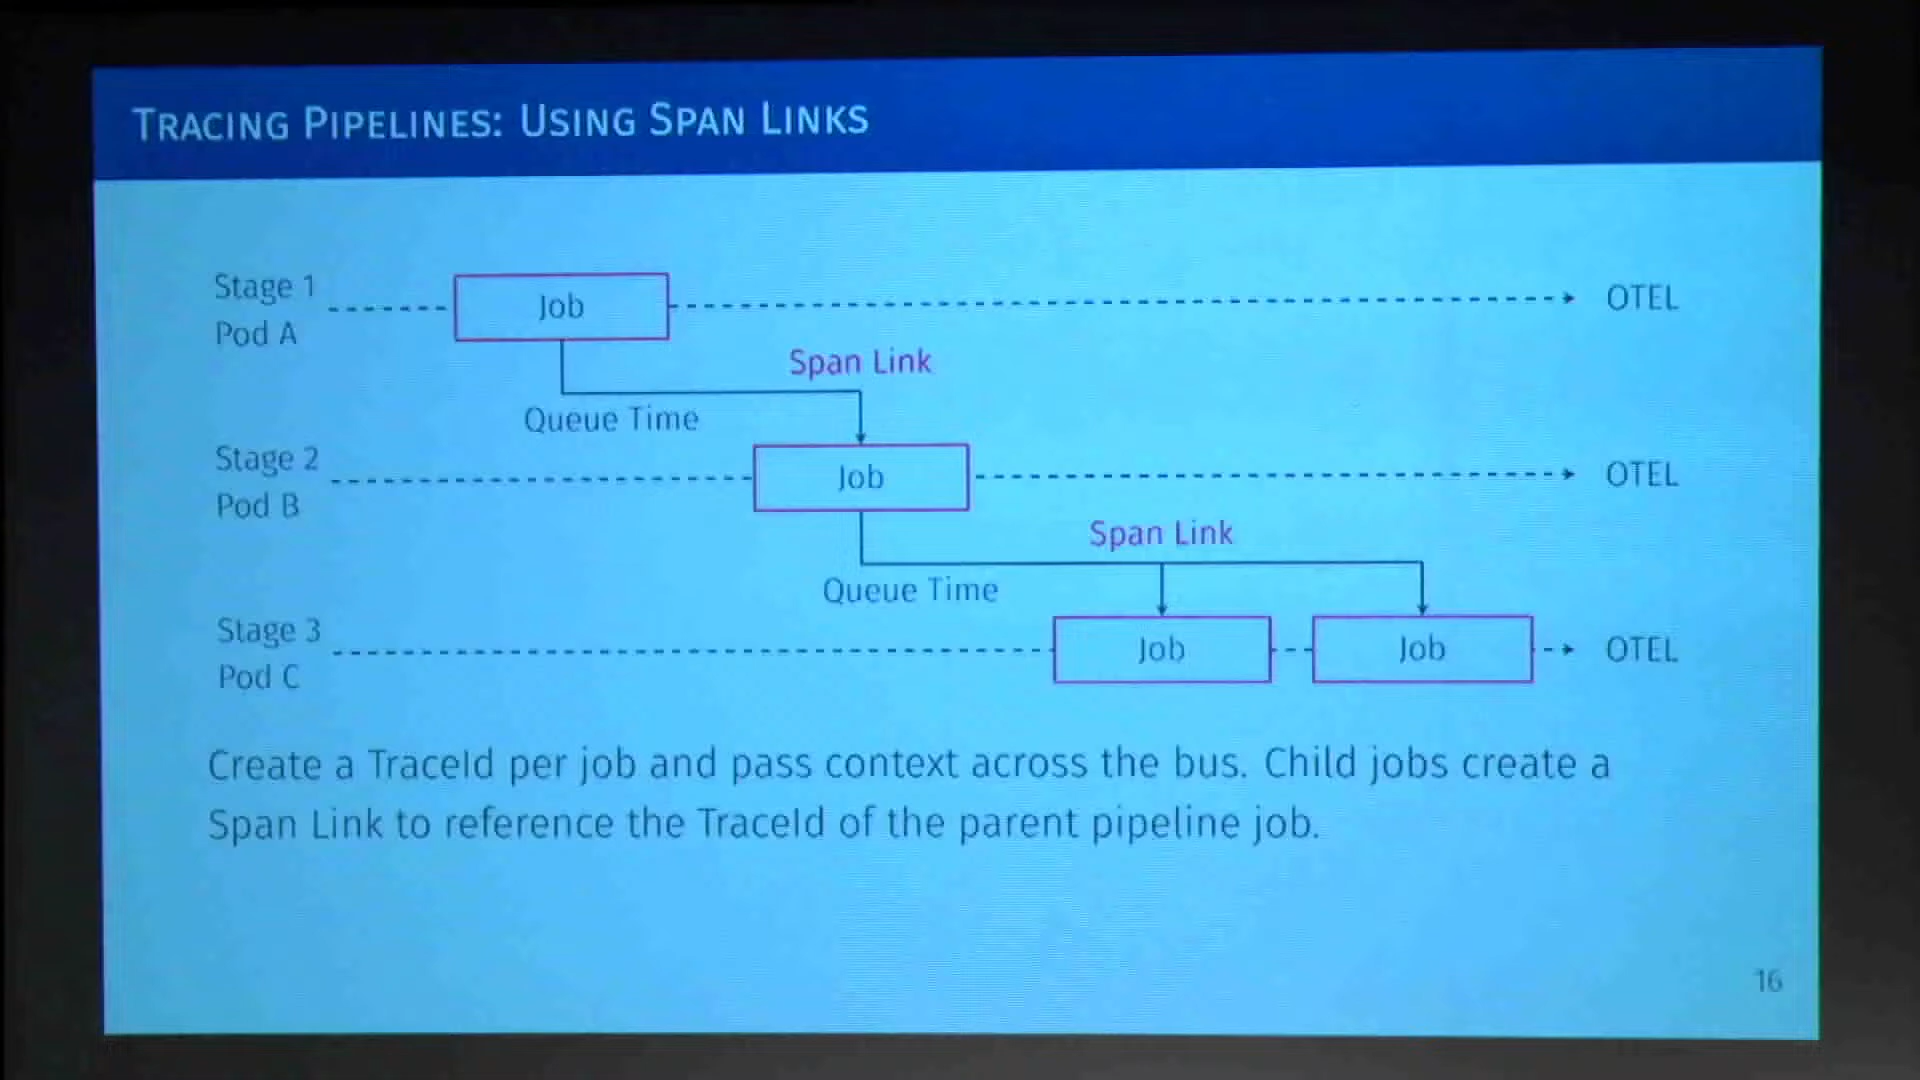 TRACING PIPELINES: USING SPAN LINKS
Stage 1
Pod A
Job
OTEL
Span Link
Queue Time
Stage 2
Pod B
Job
OTEL
Span Link
Queue Time
Stage 3
Pod C
Job
Job
OTEL
Create a TraceId per job and pass context across the bus. Child jobs create a
Span Link to reference the TraceId of the parent pipeline job.
16